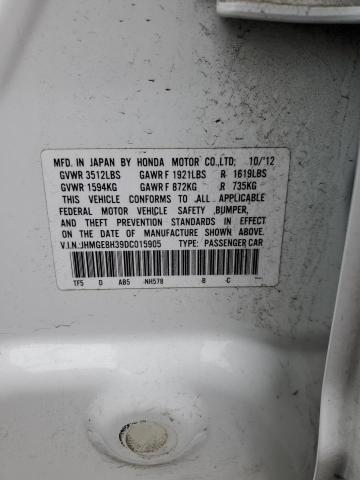 MFD. IN JAPAN BY HONDA MOTOR CO.,LTD; 10/'12
GVWR 3512LBS GAWR F 1921LBS R 1619LBS
GVWR 1594KG GAWR F 872KG R 735KG
THIS VEHICLE CONFORMS TO ALL APPLICABLE
FEDERAL MOTOR VEHICLE SAFETY ,BUMPER,
AND THEFT PREVENTION STANDARDS IN EFFECT
ON THE DATE OF MANUFACTURE SHOWN ABOVE.
V.I.N.:JHMGE8H39DC015905 TYPE: PASSENGER CAR
TF5 D AB5 NH578 B C